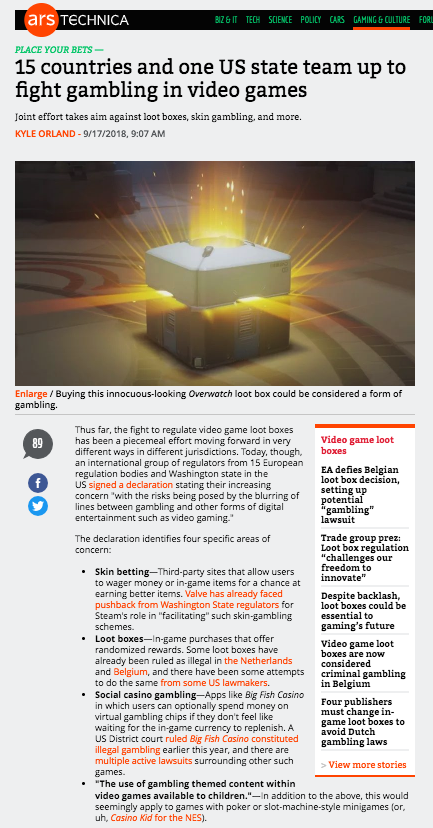 ars TECHNICA
BIZ & IT TECH SCIENCE POLICY CARS GAMING & CULTURE
PLACE YOUR BETS —
15 countries and one US state team up to
fight gambling in video games
Joint effort takes aim against loot boxes, skin gambling, and more.
KYLE ORLAND - 9/17/2018, 9:07 AM
Enlarge / Buying this innocuous-looking Overwatch loot box could be considered a form of
gambling.
89
Thus far, the fight to regulate video game loot boxes
has been a piecemeal effort moving forward in very
different ways in different jurisdictions. Today, though,
an international group of regulators from 15 European
regulation bodies and Washington state in the
US signed a declaration stating their increasing
concern "with the risks being posed by the blurring of
lines between gambling and other forms of digital
entertainment such as video gaming."
The declaration identifies four specific areas of
concern:
• Skin betting—Third-party sites that allow users
to wager money or in-game items for a chance at
earning better items. Valve has already faced
pushback from Washington State regulators for
Steam's role in "facilitating" such skin-gambling
schemes.
• Loot boxes—In-game purchases that offer
randomized rewards. Some loot boxes have
already been ruled as illegal in the Netherlands
and Belgium, and there have been some attempts
to do the same from some US lawmakers.
• Social casino gambling—Apps like Big Fish Casino
in which users can optionally spend money on
virtual gambling chips if they don't feel like
waiting for the in-game currency to replenish. A
US District court ruled Big Fish Casino constituted
illegal gambling earlier this year, and there are
multiple active lawsuits surrounding other such
games.
• "The use of gambling themed content within
video games available to children."—In addition to the above, this would
seemingly apply to games with poker or slot-machine-style minigames (or,
uh, Casino Kid for the NES).
Video game loot
boxes
EA defies Belgian
loot box decision,
setting up
potential
“gambling”
lawsuit
Trade group prez:
Loot box regulation
“challenges our
freedom to
innovate”
Despite backlash,
loot boxes could be
essential to
gaming’s future
Video game loot
boxes are now
considered
criminal gambling
in Belgium
Four publishers
must change in-
game loot boxes to
avoid Dutch
gambling laws
> View more stories